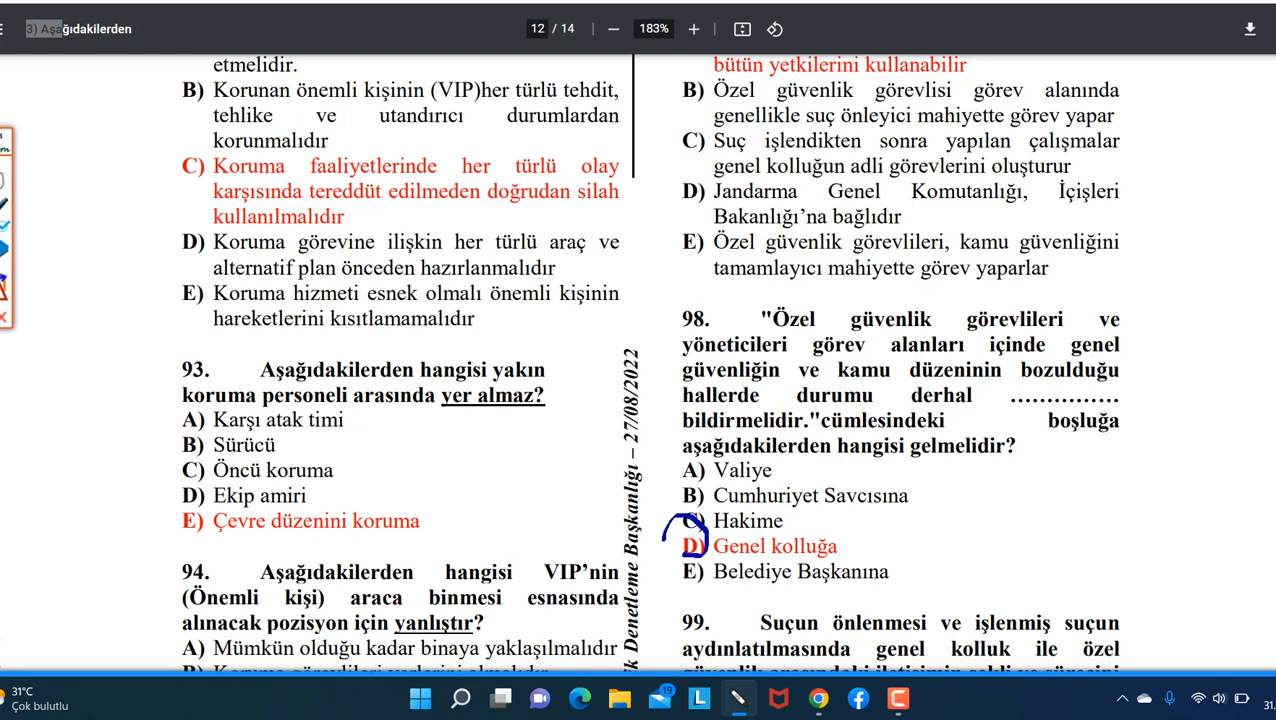 3) Aşağıdakilerden
12 / 14
183%
etmelidir.
B) Korunan önemli kişinin (VIP)her türlü tehdit,
tehlike ve utandırıcı durumlardan
korunmalıdır
C) Koruma faaliyetlerinde her türlü olay
karşısında tereddüt edilmeden doğrudan silah
kullanılmalıdır
D) Koruma görevine ilişkin her türlü araç ve
alternatif plan önceden hazırlanmalıdır
E) Koruma hizmeti esnek olmalı önemli kişinin
hareketlerini kısıtlamamalıdır
93. Aşağıdakilerden hangisi yakın
koruma personeli arasında yer almaz?
A) Karşı atak timi
B) Sürücü
C) Öncü koruma
D) Ekip amiri
E) Çevre düzenini koruma
94. Aşağıdakilerden hangisi VIP’nin
(Önemli kişi) araca binmesi esnasında
alınacak pozisyon için yanlıştır?
A) Mümkün olduğu kadar binaya yaklaşılmalıdır
k Denetleme Başkanlığı – 27/08/2022
bütün yetkilerini kullanabilir
B) Özel güvenlik görevlisi görev alanında
genellikle suç önleyici mahiyette görev yapar
C) Suç işlendikten sonra yapılan çalışmalar
genel kolluğun adli görevlerini oluşturur
D) Jandarma Genel Komutanlığı, İçişleri
Bakanlığı’na bağlıdır
E) Özel güvenlik görevlileri, kamu güvenliğini
tamamlayıcı mahiyette görev yaparlar
98. "Özel güvenlik görevlileri ve
yöneticileri görev alanları içinde genel
güvenliğin ve kamu düzeninin bozulduğu
hallerde durumu derhal ……………
bildirmelidir."cümlesindeki boşluğa
aşağıdakilerden hangisi gelmelidir?
A) Valiye
B) Cumhuriyet Savcısına
C) Hakime
D) Genel kolluğa
E) Belediye Başkanına
99. Suçun önlenmesi ve işlenmiş suçun
aydınlatılmasında genel kolluk ile özel
31°C
Çok bulutlu
19
31.